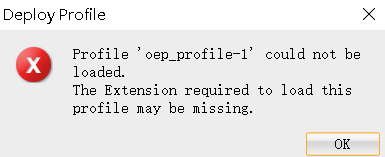 Deploy Profile
Profile 'oep_profile-1' could not be
loaded.
The Extension required to load this
profile may be missing.
OK